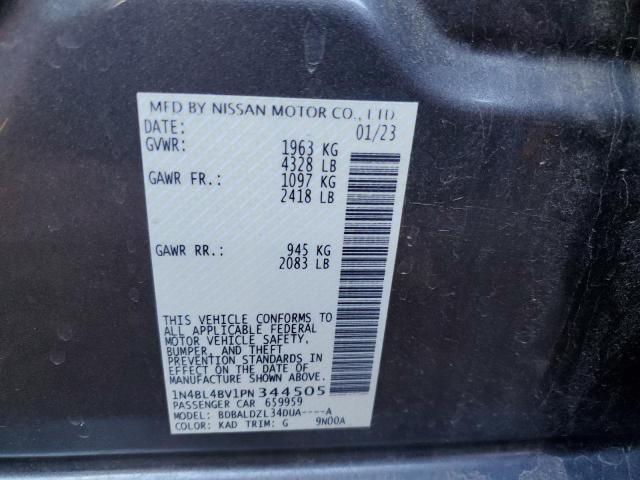 MFD BY NISSAN MOTOR CO., LTD.
DATE: 01/23
GVWR: 1963 KG
4328 LB
GAWR FR.: 1097 KG
2418 LB
GAWR RR.: 945 KG
2083 LB
THIS VEHICLE CONFORMS TO
ALL APPLICABLE FEDERAL
MOTOR VEHICLE SAFETY,
BUMPER, AND THEFT
PREVENTION STANDARDS IN
EFFECT ON THE DATE OF
MANUFACTURE SHOWN ABOVE.
1N4BL4BV1PN344505
PASSENGER CAR 659959
MODEL: BDBALDZL34DUA----A
COLOR: KAD TRIM: G 9N00A